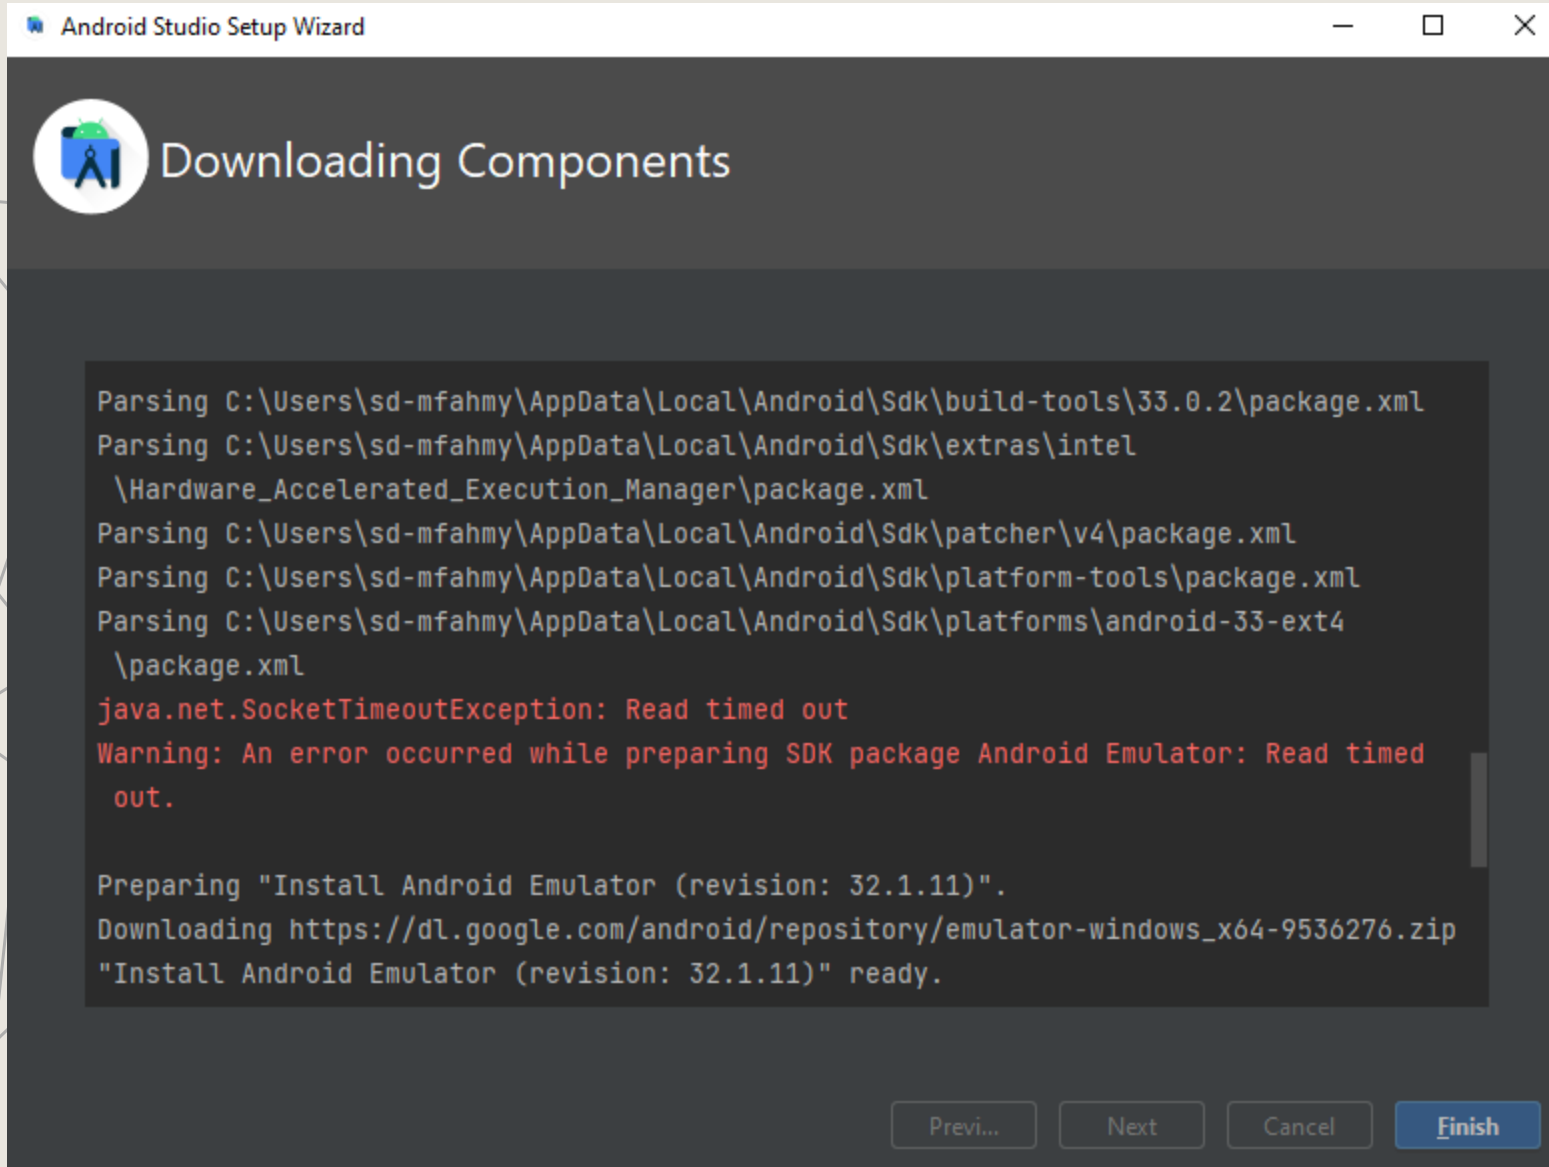 Android Studio Setup Wizard
Downloading Components
Parsing C:\Users\sd-mfahmy\AppData\Local\Android\Sdk\build-tools\33.0.2\package.xml
Parsing C:\Users\sd-mfahmy\AppData\Local\Android\Sdk\extras\intel
\Hardware_Accelerated_Execution_Manager\package.xml
Parsing C:\Users\sd-mfahmy\AppData\Local\Android\Sdk\patcher\v4\package.xml
Parsing C:\Users\sd-mfahmy\AppData\Local\Android\Sdk\platform-tools\package.xml
Parsing C:\Users\sd-mfahmy\AppData\Local\Android\Sdk\platforms\android-33-ext4
\package.xml
java.net.SocketTimeoutException: Read timed out
Warning: An error occurred while preparing SDK package Android Emulator: Read timed
out.
Preparing "Install Android Emulator (revision: 32.1.11)".
Downloading https://dl.google.com/android/repository/emulator-windows_x64-9536276.zip
"Install Android Emulator (revision: 32.1.11)" ready.
Previ... Next Cancel Finish